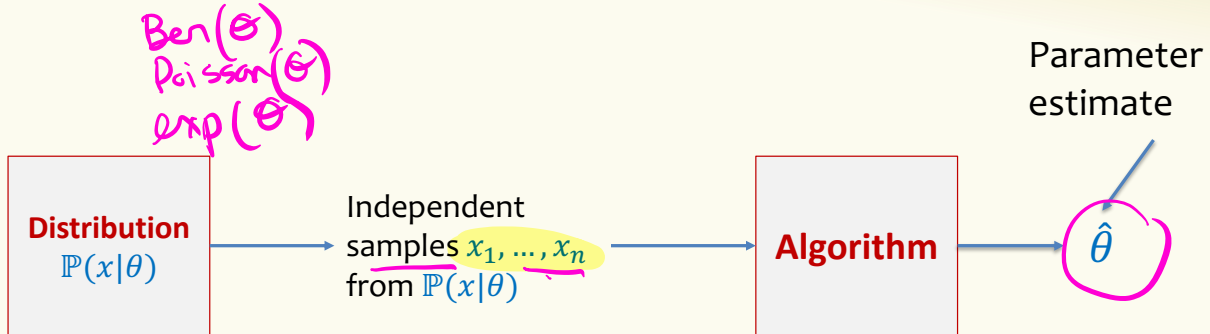 Ber(θ)
Poisson(θ)
exp(θ)
Parameter
estimate
Distribution
ℙ(x|θ)
Independent
samples x₁, … , xₙ
from ℙ(x|θ)
Algorithm
θ̂